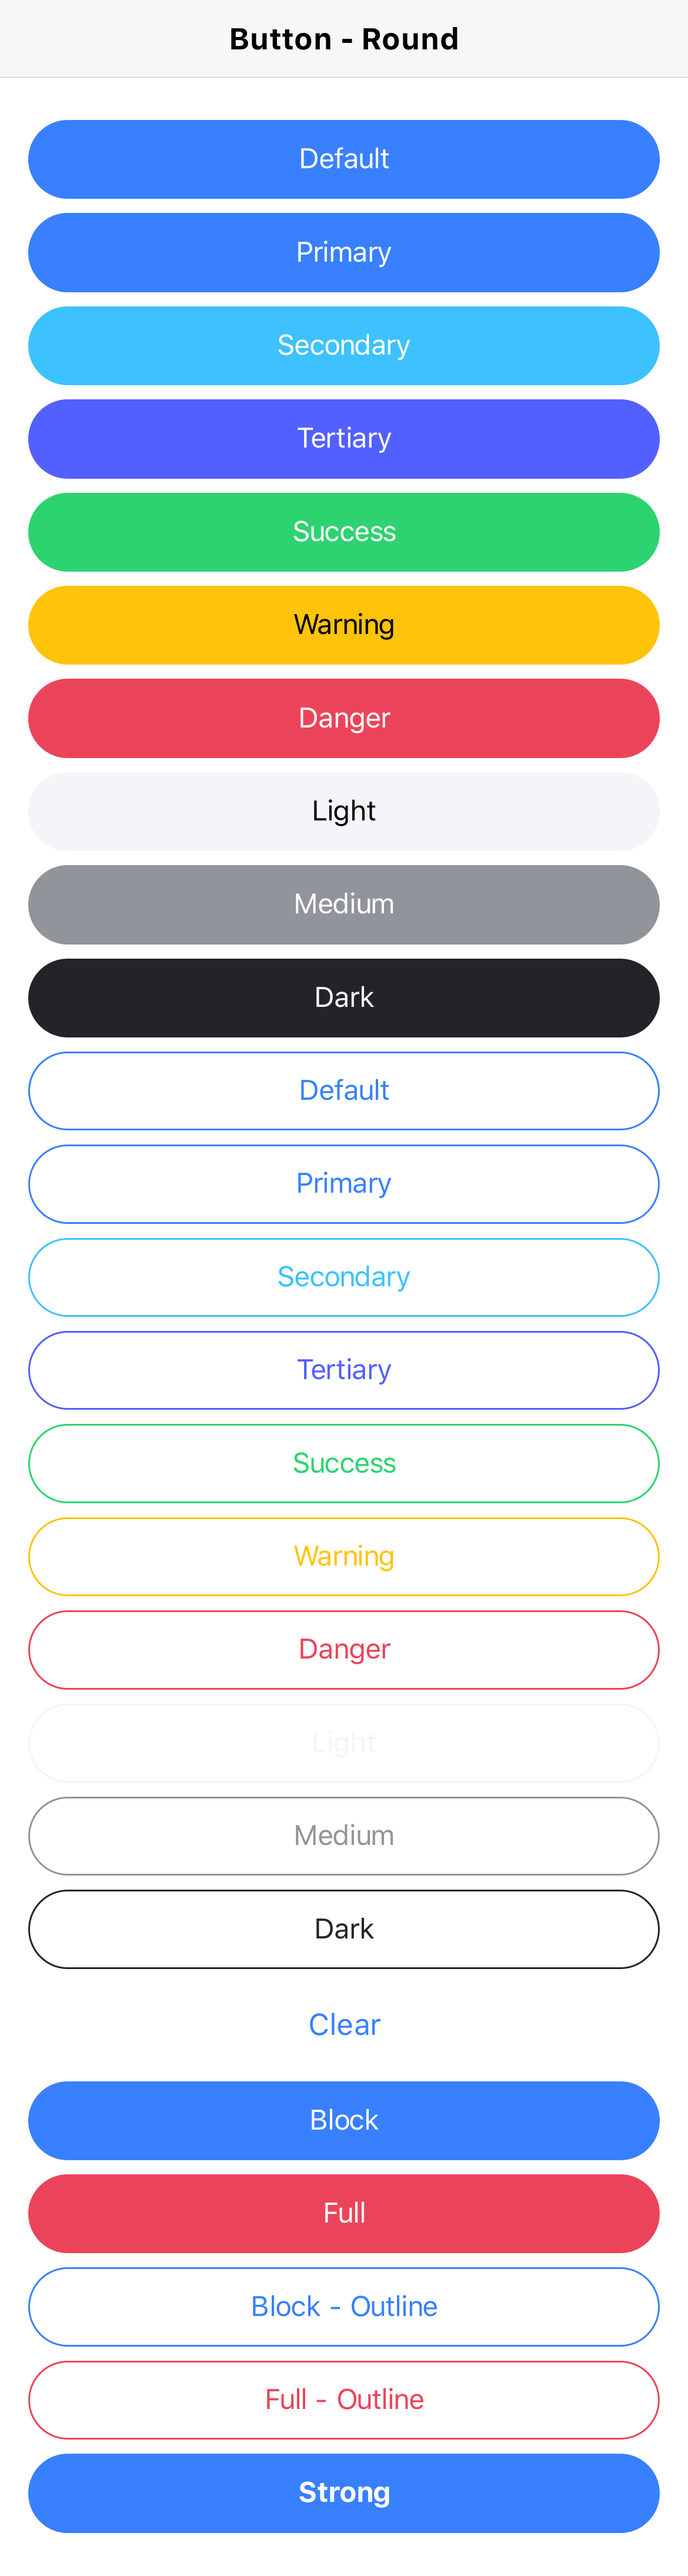 Button - Round
Default
Primary
Secondary
Tertiary
Success
Warning
Danger
Light
Medium
Dark
Default
Primary
Secondary
Tertiary
Success
Warning
Danger
Light
Medium
Dark
Clear
Block
Full
Block - Outline
Full - Outline
Strong